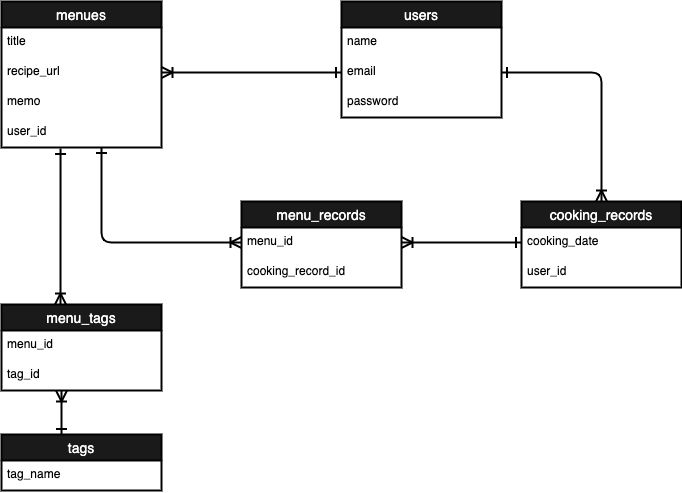 menues
title
recipe_url
memo
user_id
users
name
email
password
menu_records
menu_id
cooking_record_id
cooking_records
cooking_date
user_id
menu_tags
menu_id
tag_id
tags
tag_name